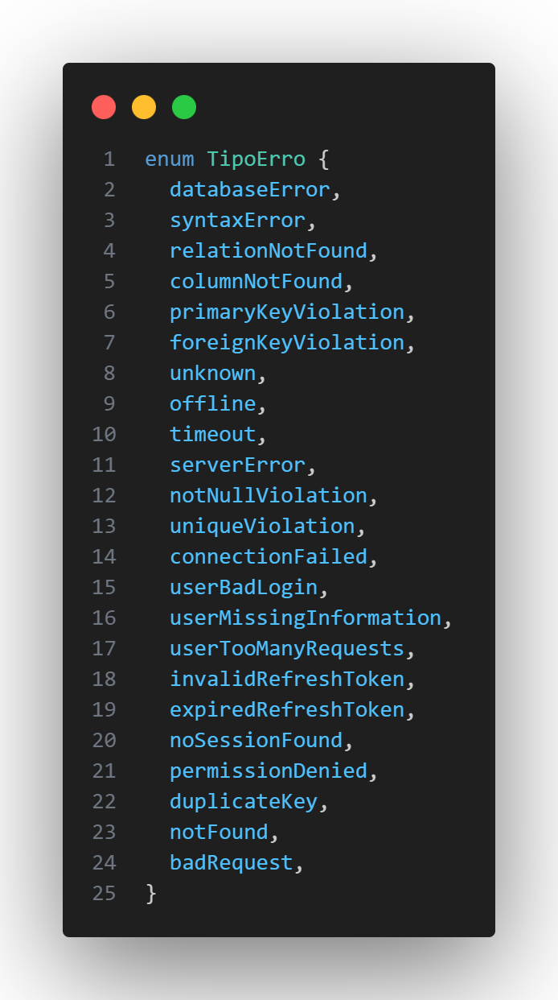 1 enum TipoErro {
2 databaseError,
3 syntaxError,
4 relationNotFound,
5 columnNotFound,
6 primaryKeyViolation,
7 foreignKeyViolation,
8 unknown,
9 offline,
10 timeout,
11 serverError,
12 notNullViolation,
13 uniqueViolation,
14 connectionFailed,
15 userBadLogin,
16 userMissingInformation,
17 userTooManyRequests,
18 invalidRefreshToken,
19 expiredRefreshToken,
20 noSessionFound,
21 permissionDenied,
22 duplicateKey,
23 notFound,
24 badRequest,
25 }